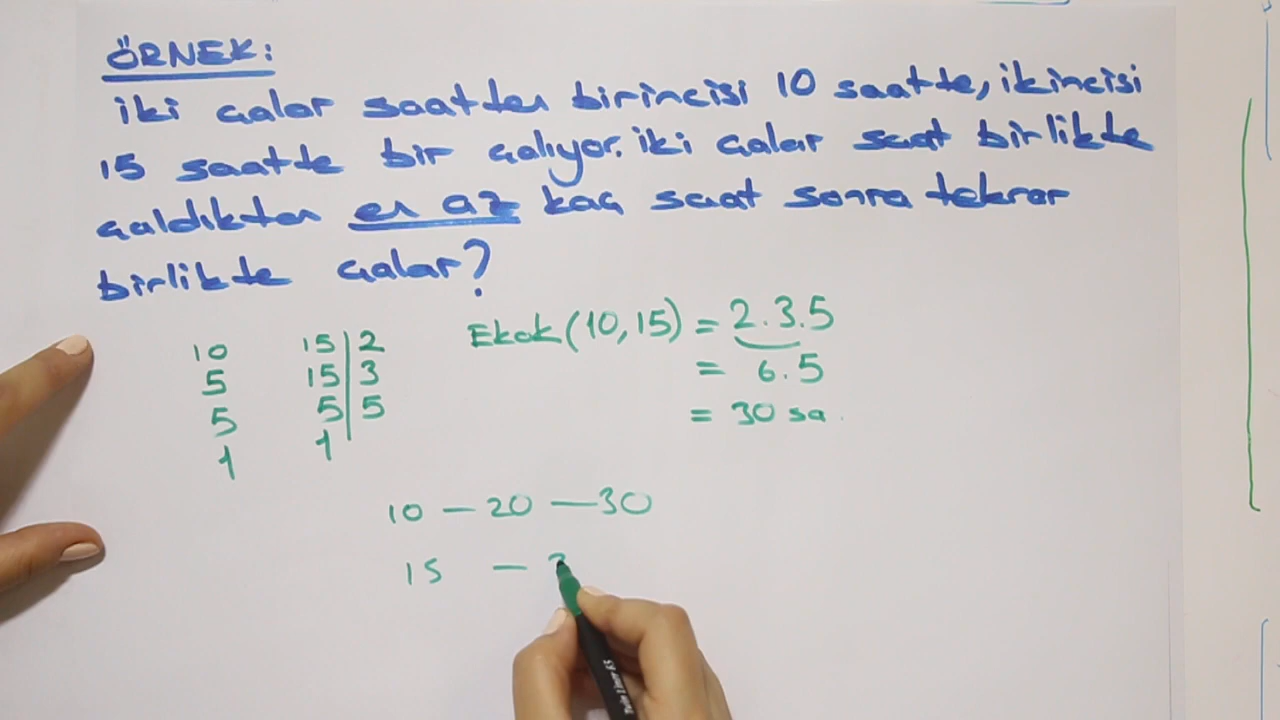 ÖRNEK:
iki çalar saatten birincisi 10 saatte, ikincisi
15 saatte bir çalıyor. iki çalar saat birlikte
çaldıktan en az kaç saat sonra tekrar
birlikte çalar?
10 15 2
5 15 3
5 5 5
1 1
Ekok(10,15) = 2.3.5
= 6.5
= 30 sa.
10 — 20 — 30
15 —